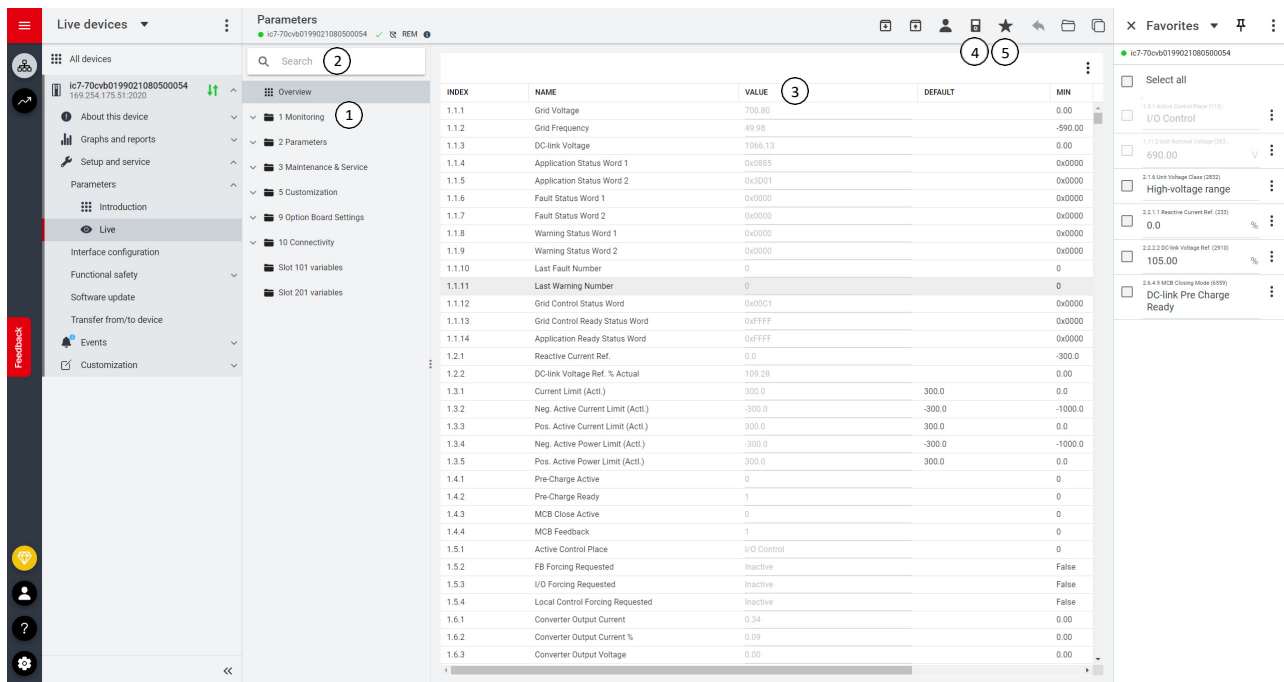 Live devices
Parameters
ic7-70cvb0199021080500054
REM
4
5
Favorites
ic7-70cvb0199021080500054
All devices
ic7-70cvb0199021080500054
169.254.175.51:2020
About this device
Graphs and reports
Setup and service
Parameters
Introduction
Live
Interface configuration
Functional safety
Software update
Transfer from/to device
Events
Customization
Feedback
Search
2
Overview
1
1 Monitoring
2 Parameters
3 Maintenance & Service
5 Customization
9 Option Board Settings
10 Connectivity
Slot 101 variables
Slot 201 variables
INDEX NAME VALUE 3 DEFAULT MIN
1.1.1 Grid Voltage 700.80 0.00
1.1.2 Grid Frequency 49.98 -590.00
1.1.3 DC-link Voltage 1066.13 0.00
1.1.4 Application Status Word 1 0x0885 0x0000
1.1.5 Application Status Word 2 0x3D01 0x0000
1.1.6 Fault Status Word 1 0x0000 0x0000
1.1.7 Fault Status Word 2 0x0000 0x0000
1.1.8 Warning Status Word 1 0x0000 0x0000
1.1.9 Warning Status Word 2 0x0000 0x0000
1.1.10 Last Fault Number 0 0
1.1.11 Last Warning Number 0 0
1.1.12 Grid Control Status Word 0x00C1 0x0000
1.1.13 Grid Control Ready Status Word 0xFFFF 0x0000
1.1.14 Application Ready Status Word 0xFFFF 0x0000
1.2.1 Reactive Current Ref. 0.0 -300.0
1.2.2 DC-link Voltage Ref. % Actual 109.28 0.00
1.3.1 Current Limit (Actl.) 300.0 300.0 0.0
1.3.2 Neg. Active Current Limit (Actl.) -300.0 -300.0 -1000.0
1.3.3 Pos. Active Current Limit (Actl.) 300.0 300.0 0.0
1.3.4 Neg. Active Power Limit (Actl.) -300.0 -300.0 -1000.0
1.3.5 Pos. Active Power Limit (Actl.) 300.0 300.0 0.0
1.4.1 Pre-Charge Active 0 0
1.4.2 Pre-Charge Ready 1 0
1.4.3 MCB Close Active 0 0
1.4.4 MCB Feedback 1 0
1.5.1 Active Control Place I/O Control 0
1.5.2 FB Forcing Requested Inactive False
1.5.3 I/O Forcing Requested Inactive False
1.5.4 Local Control Forcing Requested Inactive False
1.6.1 Converter Output Current 0.34 0.00
1.6.2 Converter Output Current % 0.09 0.00
1.6.3 Converter Output Voltage 0.00 0.00
Select all
1.5.1 Active Control Place (113)
I/O Control
690.00 V
2.1.6 Unit Voltage Class (2832)
High-voltage range
2.2.1.1 Reactive Current Ref. (233)
0.0 %
2.2.2.2 DC-link Voltage Ref. (2910)
105.00 %
2.6.4.9 MCB Closing Mode (6559)
DC-link Pre Charge
Ready